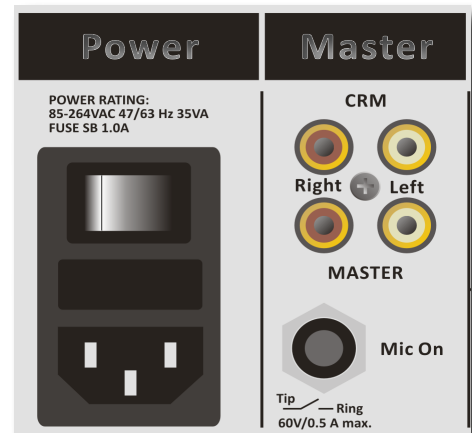 Power
POWER RATING:
85-264VAC 47/63 Hz 35VA
FUSE SB 1.0A
Master
CRM
Right Left
MASTER
Mic On
Tip
Ring
60V/0.5 A max.